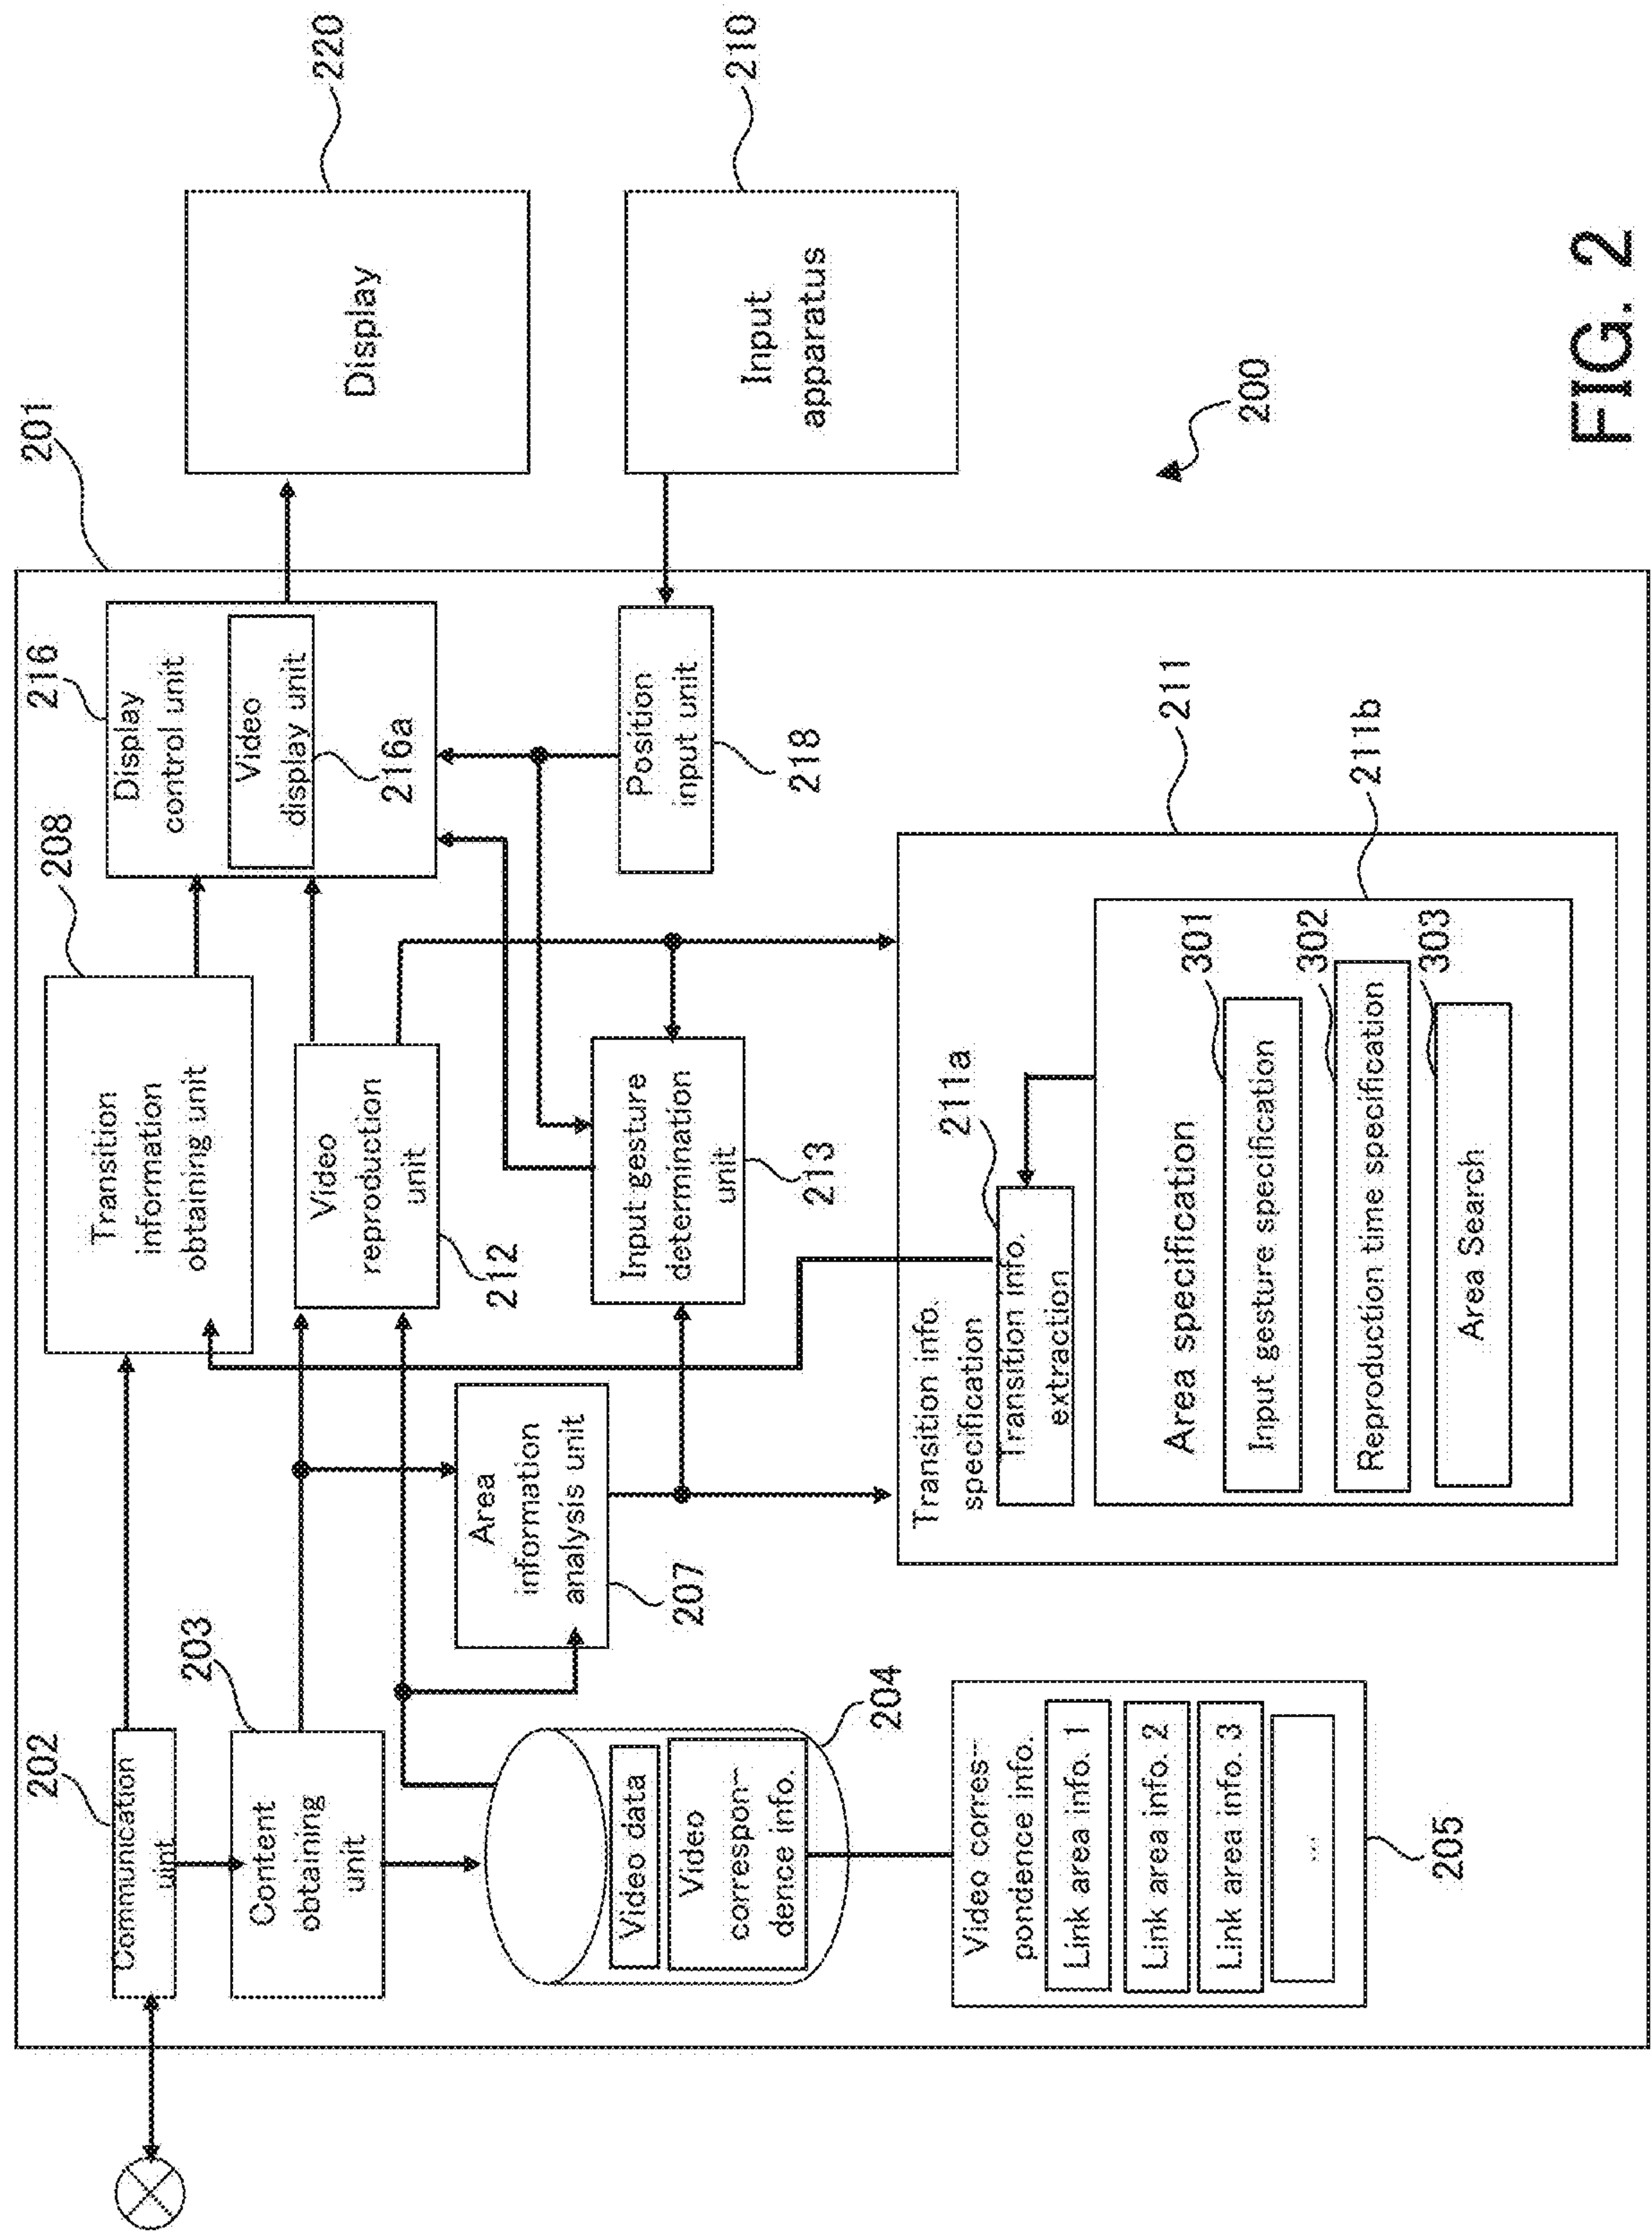 201
202
Communication
uint
203
Content
obtaining
unit
Video data
Video
correspon-
dence info.
204
Video corres-
pondence info.
Link area info. 1
Link area info. 2
Link area info. 3
...
205
Area
information
analysis unit
207
208
Transition
information
obtaining unit
Video
reproduction
unit
212
Input gesture
determination
unit
213
216
Display
control unit
Video
display unit
216a
Position
input unit
218
Transition info.
specification
211
Transition info.
extraction
211a
Area specification
211b
Input gesture specification
301
Reproduction time specification
302
Area Search
303
Display
220
Input
apparatus
210
200
FIG. 2